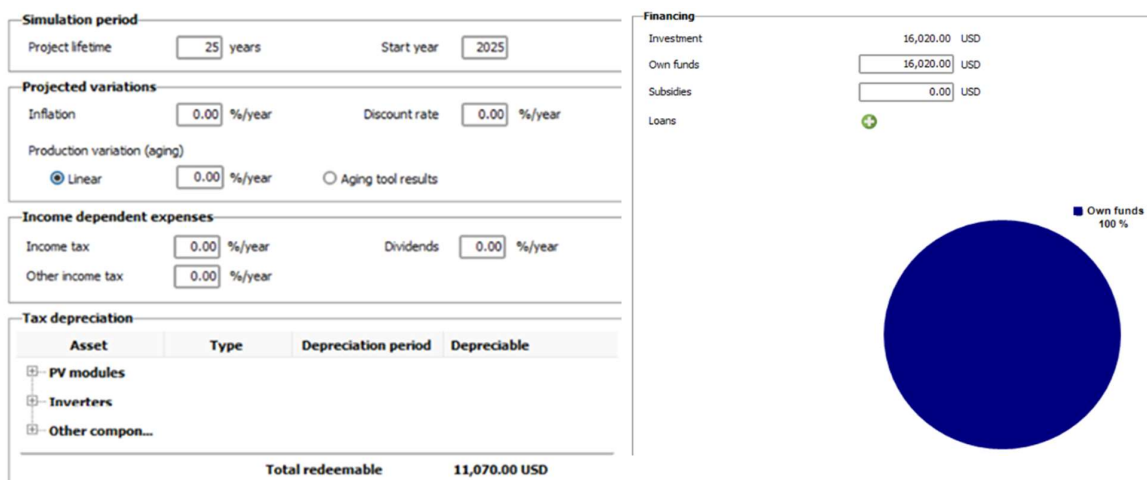 Simulation period
Project lifetime 25 years Start year 2025
Projected variations
Inflation 0.00 %/year Discount rate 0.00 %/year
Production variation (aging)
Linear 0.00 %/year Aging tool results
Income dependent expenses
Income tax 0.00 %/year Dividends 0.00 %/year
Other income tax 0.00 %/year
Tax depreciation
Asset Type Depreciation period Depreciable
PV modules
Inverters
Other compon...
Total redeemable 11,070.00 USD
Financing
Investment 16,020.00 USD
Own funds 16,020.00 USD
Subsidies 0.00 USD
Loans
Own funds
100 %